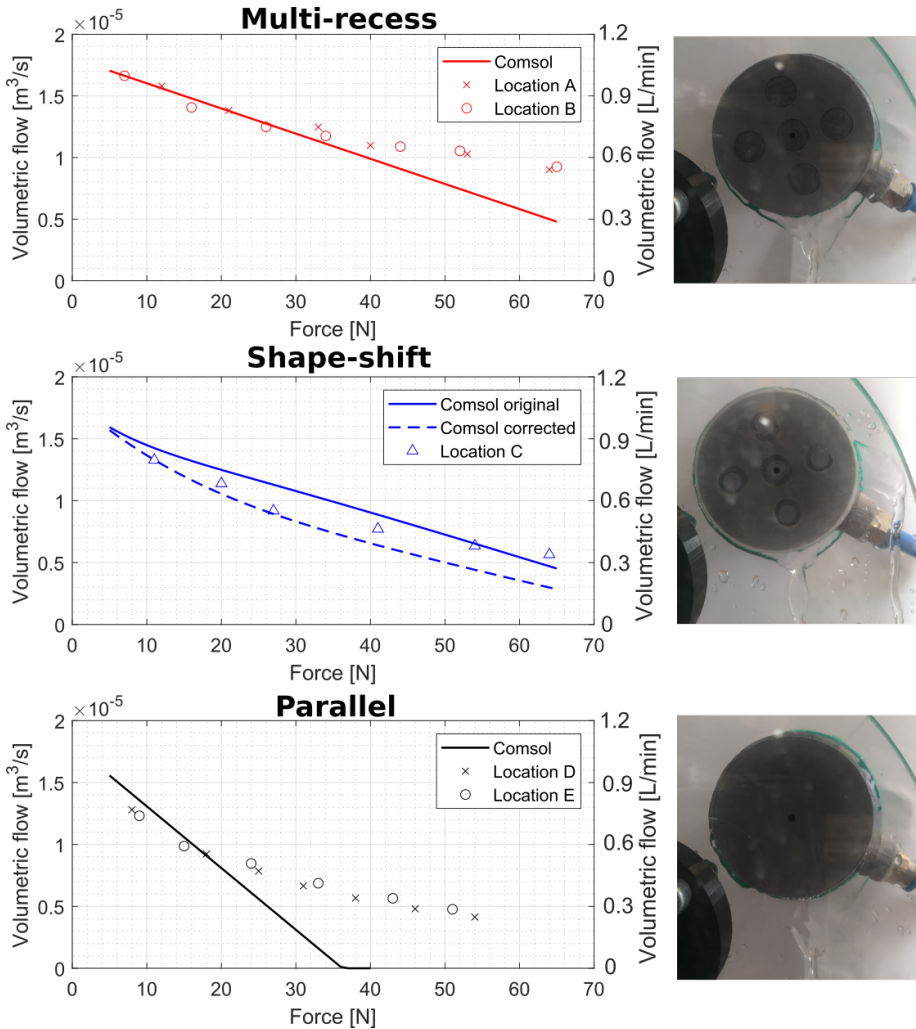 Multi-recess
×10⁻⁵
2
1.5
1
0.5
0
Volumetric flow [m³/s]
1.2
0.9
0.6
0.3
0
Volumetric flow [L/min]
Comsol
Location A
Location B
0 10 20 30 40 50 60 70
Force [N]
Shape-shift
×10⁻⁵
2
1.5
1
0.5
0
Volumetric flow [m³/s]
1.2
0.9
0.6
0.3
0
Volumetric flow [L/min]
Comsol original
Comsol corrected
Location C
0 10 20 30 40 50 60 70
Force [N]
Parallel
×10⁻⁵
2
1.5
1
0.5
0
Volumetric flow [m³/s]
1.2
0.9
0.6
0.3
0
Volumetric flow [L/min]
Comsol
Location D
Location E
0 10 20 30 40 50 60 70
Force [N]